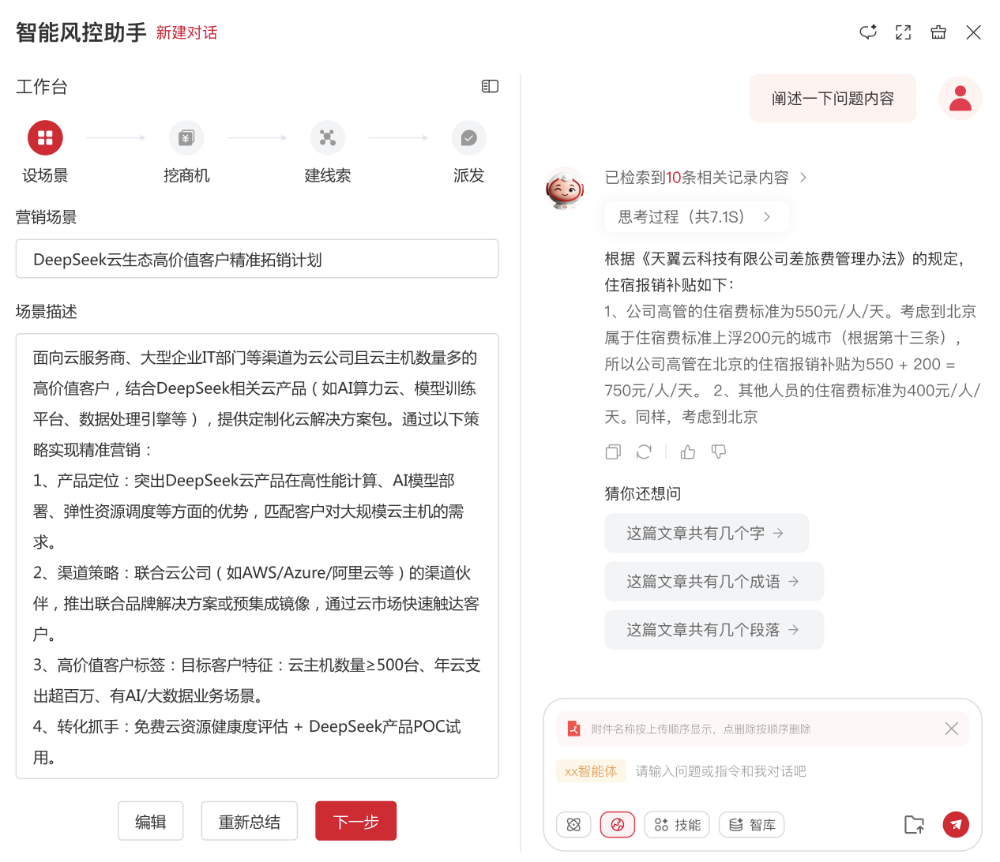 智能风控助手 新建对话
工作台
设场景
挖商机
建线索
派发
营销场景
DeepSeek云生态高价值客户精准拓销计划
场景描述
面向云服务商、大型企业IT部门等渠道为云公司且云主机数量多的
高价值客户，结合DeepSeek相关云产品（如AI算力云、模型训练
平台、数据处理引擎等），提供定制化云解决方案包。通过以下策
略实现精准营销：
1、产品定位：突出DeepSeek云产品在高性能计算、AI模型部
署、弹性资源调度等方面的优势，匹配客户对大规模云主机的需
求。
2、渠道策略：联合云公司（如AWS/Azure/阿里云等）的渠道伙
伴，推出联合品牌解决方案或预集成镜像，通过云市场快速触达客
户。
3、高价值客户标签：目标客户特征：云主机数量≥500台、年云支
出超百万、有AI/大数据业务场景。
4、转化抓手：免费云资源健康度评估 + DeepSeek产品POC试
用。
编辑
重新总结
下一步
阐述一下问题内容
已检索到10条相关记录内容
思考过程（共7.1S）
根据《天翼云科技有限公司差旅费管理办法》的规定，
住宿报销补贴如下：
1、公司高管的住宿费标准为550元/人/天。考虑到北京
属于住宿费标准上浮200元的城市（根据第十三条），
所以公司高管在北京的住宿报销补贴为550 + 200 =
750元/人/天。 2、其他人员的住宿费标准为400元/人/
天。同样，考虑到北京
猜你还想问
这篇文章共有几个字
这篇文章共有几个成语
这篇文章共有几个段落
附件名称按上传顺序显示，点删除按顺序删除
xx智能体 请输入问题或指令和我对话吧
技能
智库